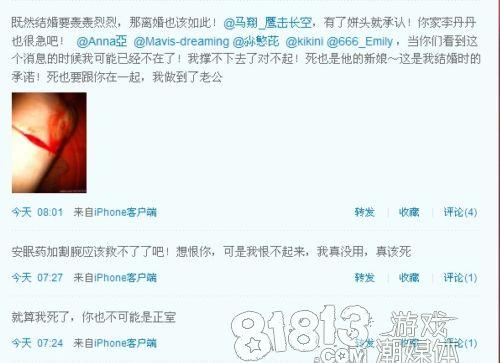 既然结婚要轰轰烈烈，那离婚也该如此！@马翔_鹰击长空，有了姘头就承认！你家李丹丹
也很急吧！ @Anna亞 @Mavis-dreaming @尛慜芘 @kikini @666_Emily，当你们看到这
个消息的时候我可能已经不在了！我撑不下去了对不起！死也是他的新娘～这是我结婚时的
承诺！死也要跟你在一起，我做到了老公
今天 08:01 来自iPhone客户端 转发 收藏 评论(4)
安眠药加割腕应该救不了了吧！想恨你，可是我恨不起来，我真没用，真该死
今天 07:27 来自iPhone客户端 转发 收藏 评论(1)
就算我死了，你也不可能是正室
今天 07:24 来自iPhone客户端 转发 收藏 评论(1)
81813 游戏
潮媒体